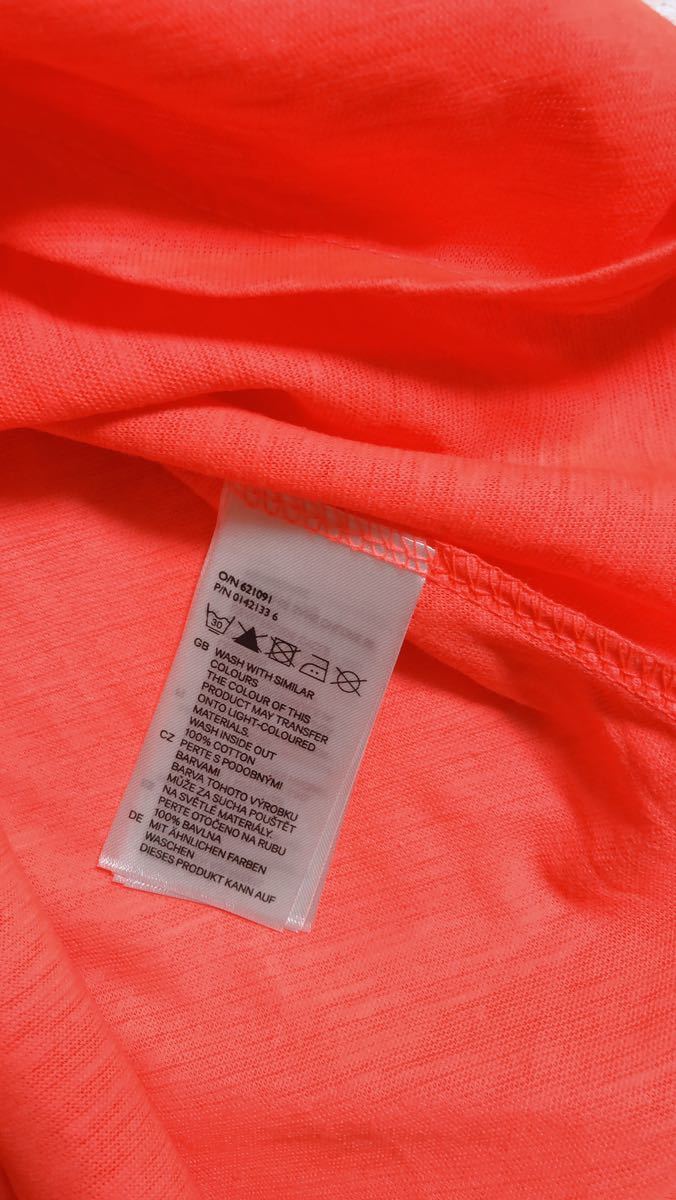 O/N 621091
P/N 0142133 6
30
GB WASH WITH SIMILAR
COLOURS
THE COLOUR OF THIS
PRODUCT MAY TRANSFER
ONTO LIGHT-COLOURED
MATERIALS.
WASH INSIDE OUT
100% COTTON
CZ PERTE S PODOBNÝMI
BARVAMI
BARVA TOHOTO VÝROBKU
MŮŽE ZA SUCHA POUŠTĚT
NA SVĚTLÉ MATERIÁLY.
PERTE OTOČENO NA RUBU
100% BAVLNA
DE MIT ÄHNLICHEN FARBEN
WASCHEN
DIESES PRODUKT KANN AUF